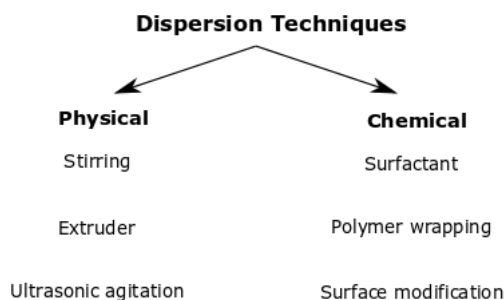 Dispersion Techniques
Physical
Chemical
Stirring
Surfactant
Extruder
Polymer wrapping
Ultrasonic agitation
Surface modification